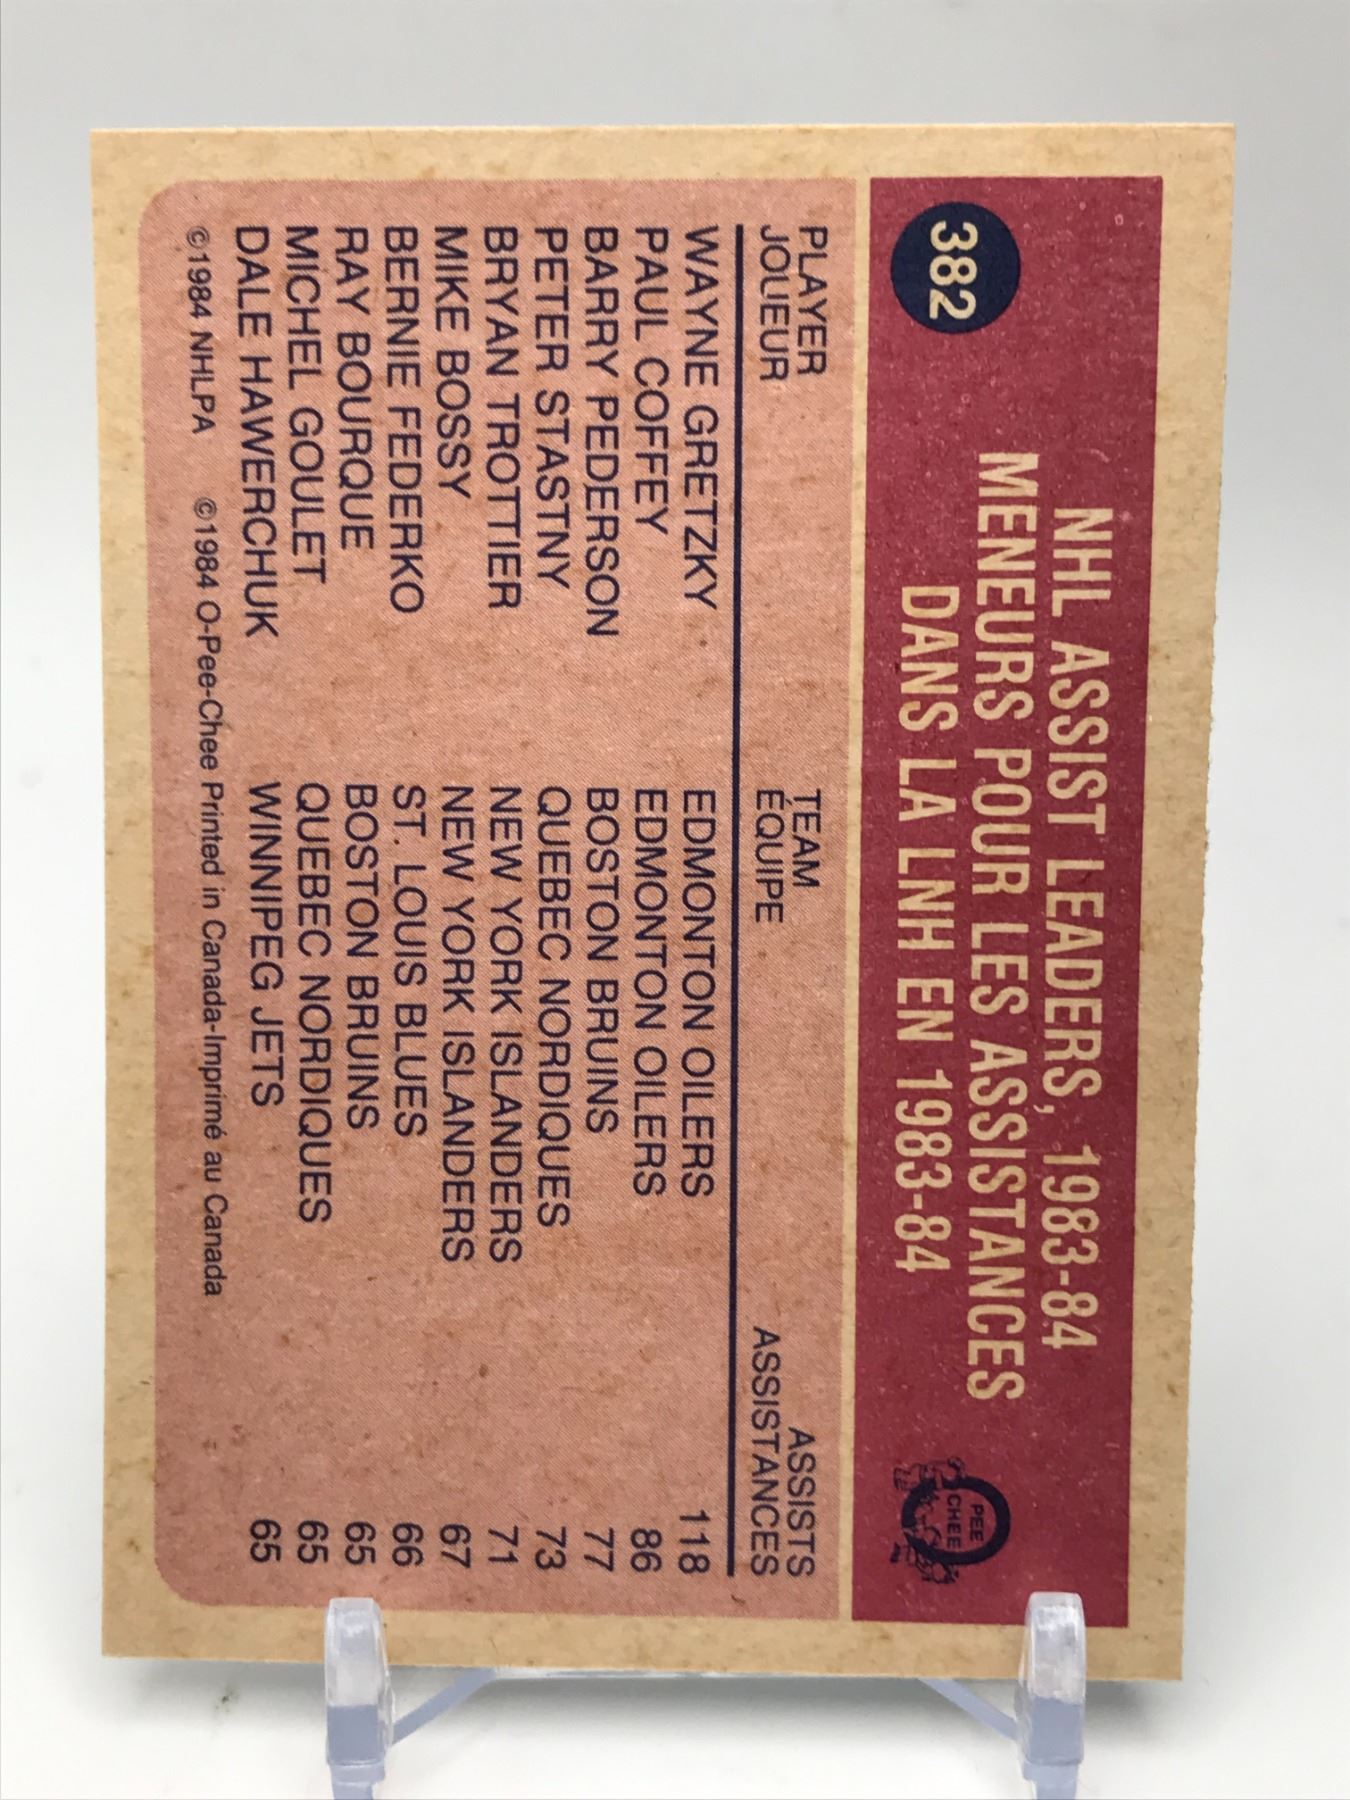 382
NHL ASSIST LEADERS, 1983-84
MENEURS POUR LES ASSISTANCES
DANS LA LNH EN 1983-84
O
PEE
CHEE
PLAYER TEAM ASSISTS
JOUEUR ÉQUIPE ASSISTANCES
WAYNE GRETZKY EDMONTON OILERS 118
PAUL COFFEY EDMONTON OILERS 86
BARRY PEDERSON BOSTON BRUINS 77
PETER STASTNY QUEBEC NORDIQUES 73
BRYAN TROTTIER NEW YORK ISLANDERS 71
MIKE BOSSY NEW YORK ISLANDERS 67
BERNIE FEDERKO ST. LOUIS BLUES 66
RAY BOURQUE BOSTON BRUINS 65
MICHEL GOULET QUEBEC NORDIQUES 65
DALE HAWERCHUK WINNIPEG JETS 65
©1984 NHLPA ©1984 O-Pee-Chee Printed in Canada-Imprimé au Canada